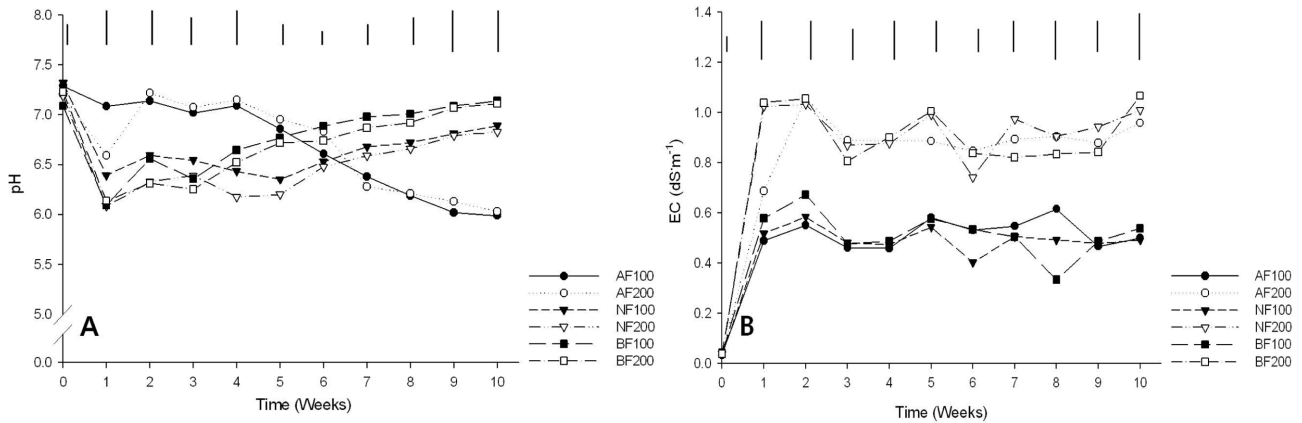 8.0
7.5
7.0
6.5
6.0
5.5
5.0
0.0
pH
A
0 1 2 3 4 5 6 7 8 9 10
Time (Weeks)
AF100
AF200
NF100
NF200
BF100
BF200
1.4
1.2
1.0
0.8
0.6
0.4
0.2
0.0
EC (dS·m⁻¹)
B
0 1 2 3 4 5 6 7 8 9 10
Time (Weeks)
AF100
AF200
NF100
NF200
BF100
BF200